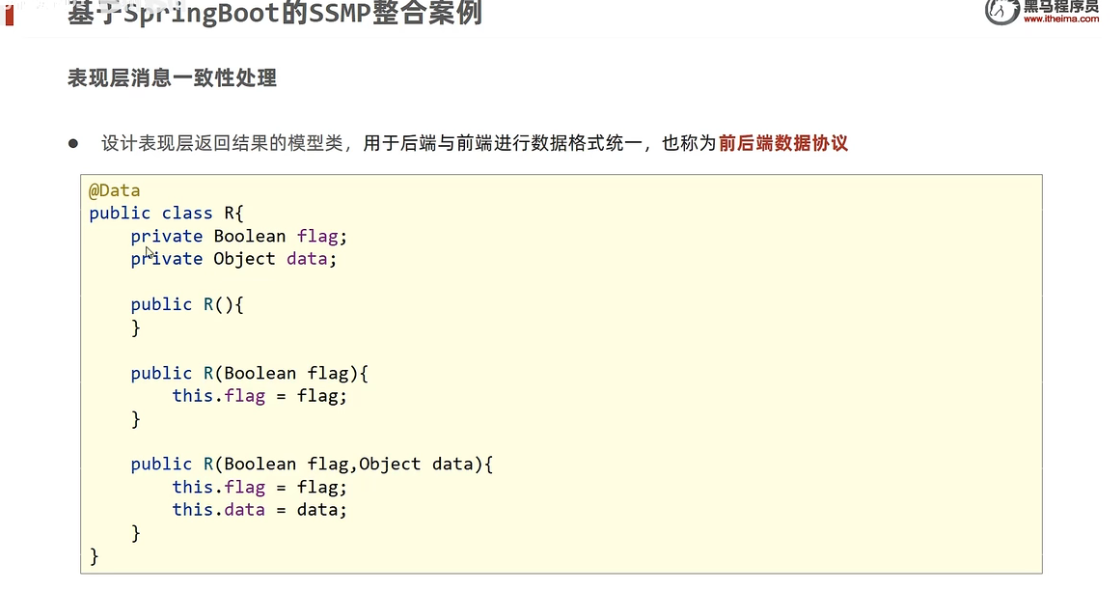 基于SpringBoot的SSMP整合案例
黑马程序员
www.itheima.com
表现层消息一致性处理
● 设计表现层返回结果的模型类，用于后端与前端进行数据格式统一，也称为前后端数据协议
@Data
public class R{
    private Boolean flag;
    private Object data;
    public R(){
    }
    public R(Boolean flag){
        this.flag = flag;
    }
    public R(Boolean flag,Object data){
        this.flag = flag;
        this.data = data;
    }
}